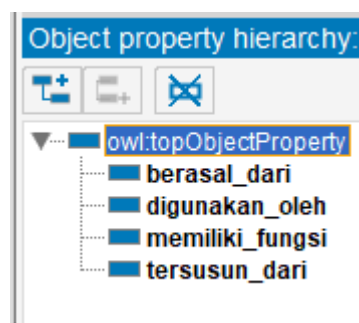 Object property hierarchy:
owl:topObjectProperty
berasal_dari
digunakan_oleh
memiliki_fungsi
tersusun_dari